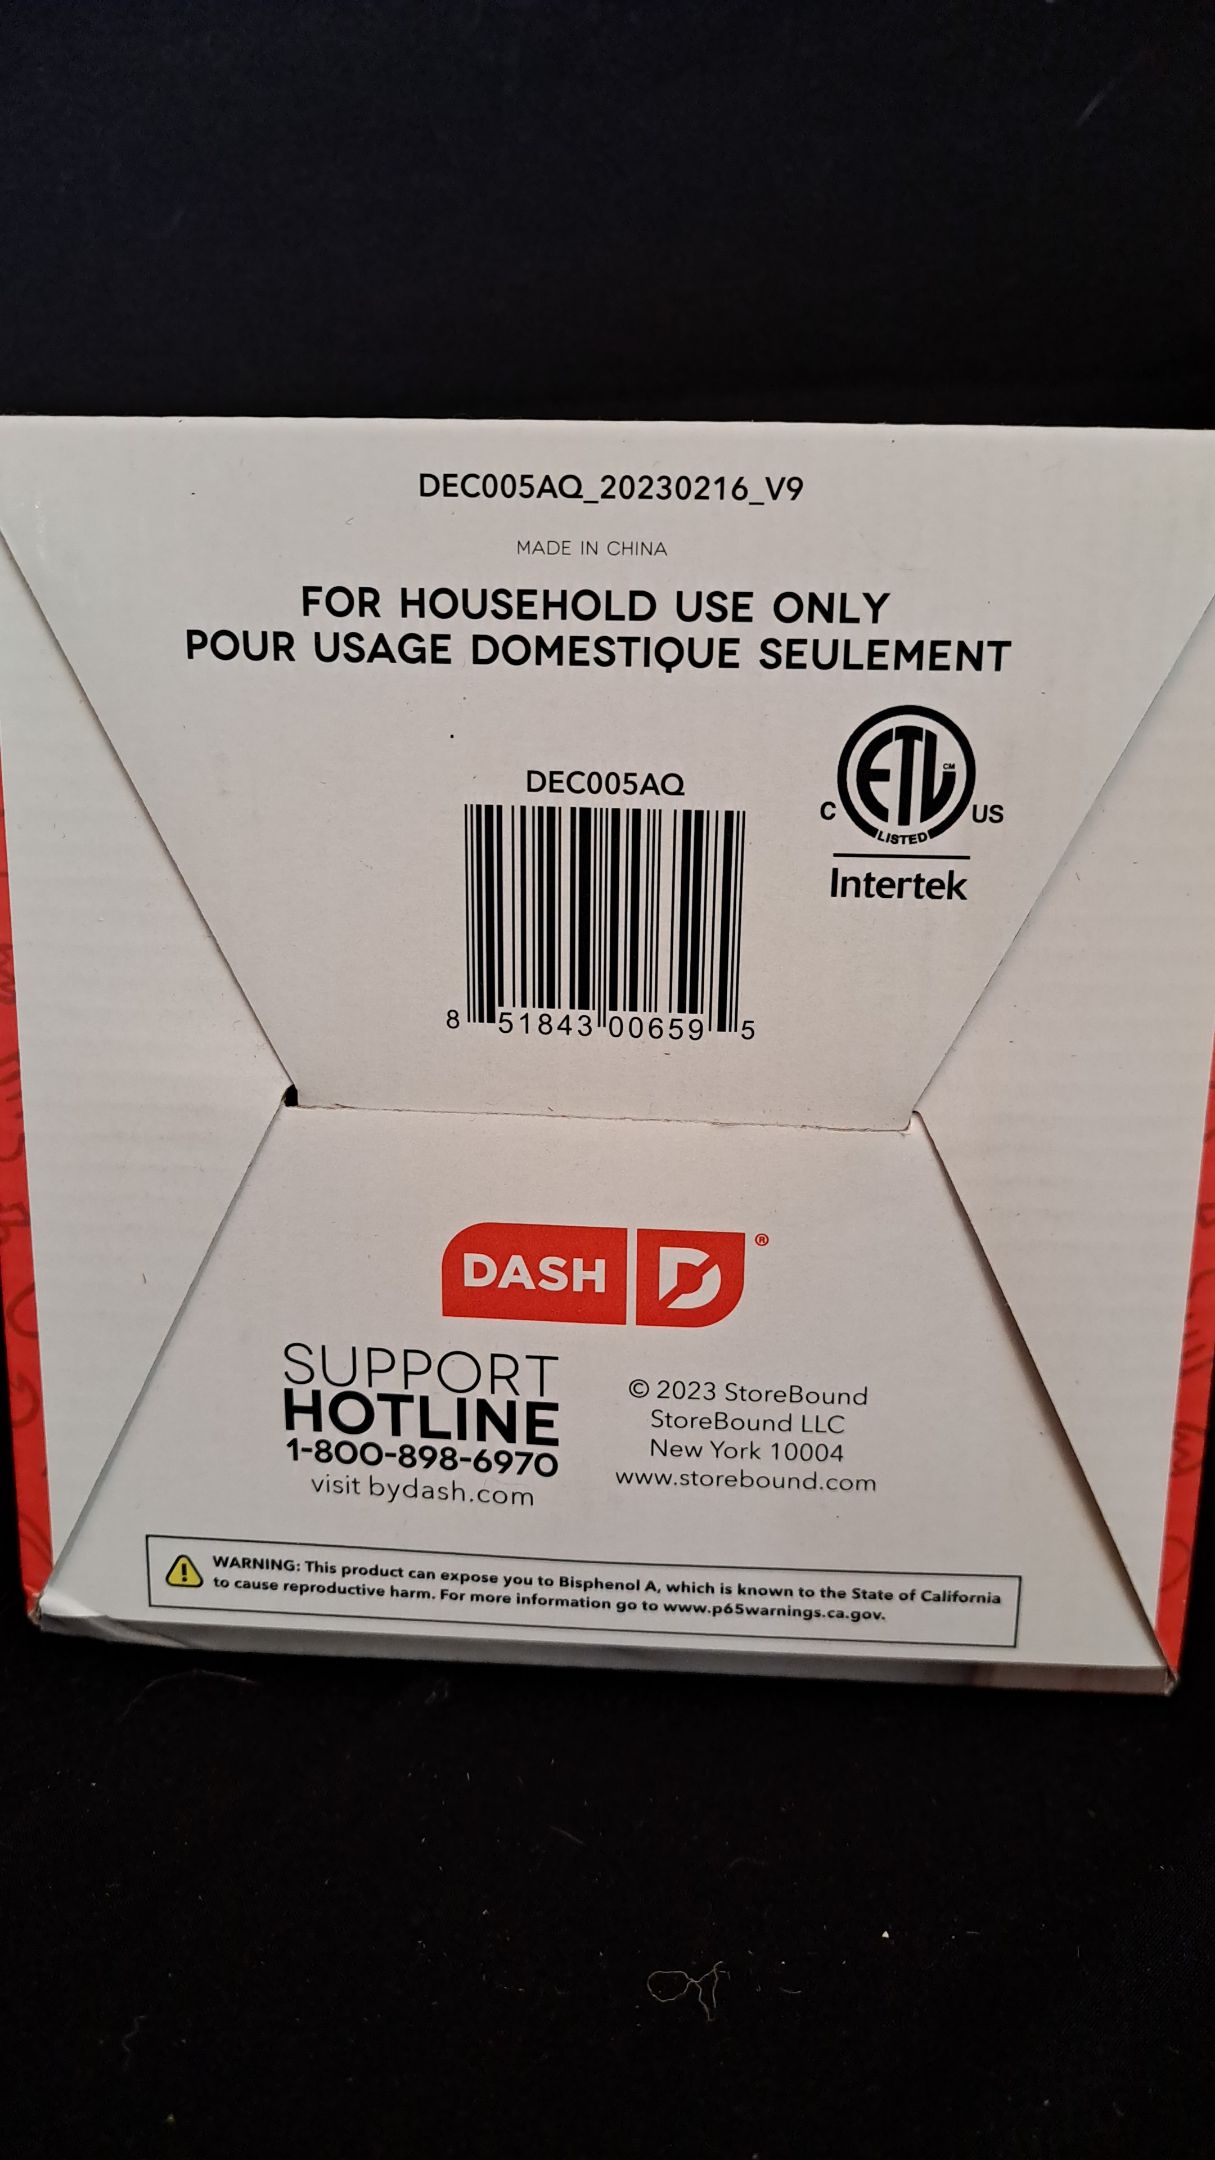 DEC005AQ_20230216_V9
MADE IN CHINA
FOR HOUSEHOLD USE ONLY
POUR USAGE DOMESTIQUE SEULEMENT
DEC005AQ
C ETL CM US
LISTED
Intertek
8 51843 00659 5
DASH D ®
SUPPORT
HOTLINE
1-800-898-6970
visit bydash.com
© 2023 StoreBound
StoreBound LLC
New York 10004
www.storebound.com
WARNING: This product can expose you to Bisphenol A, which is known to the State of California
to cause reproductive harm. For more information go to www.p65warnings.ca.gov.